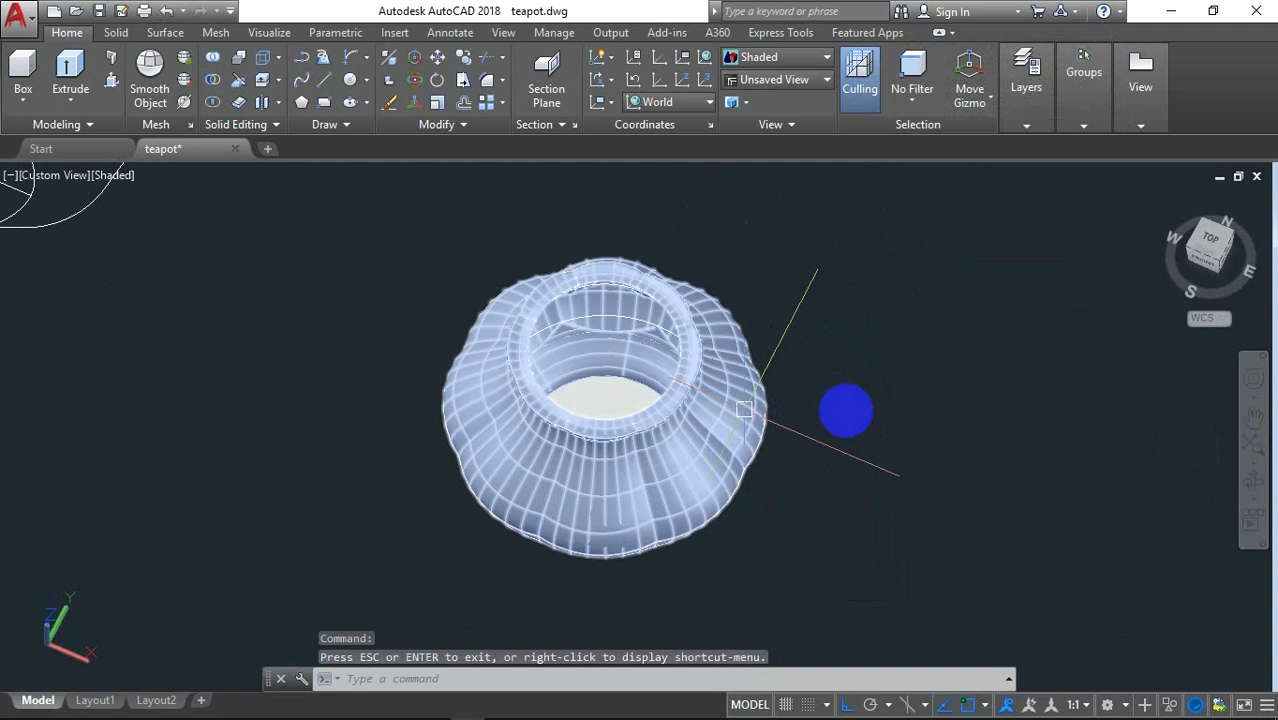 Autodesk AutoCAD 2018 teapot.dwg
Type a keyword or phrase
Sign In
Home Solid Surface Mesh Visualize Parametric Insert Annotate View Manage Output Add-ins A360 Express Tools Featured Apps
Box
Extrude
Smooth
Object
Section
Plane
Shaded
Unsaved View
World
Culling
No Filter
Move
Gizmo
Layers
Groups
View
Modeling
Mesh
Solid Editing
Draw
Modify
Section
Coordinates
View
Selection
Start
teapot*
[−][Custom View][Shaded]
N
W
TOP
E
S
WCS
Y
Z
X
Command:
Press ESC or ENTER to exit, or right-click to display shortcut-menu.
Type a command
Model Layout1 Layout2
MODEL
1:1